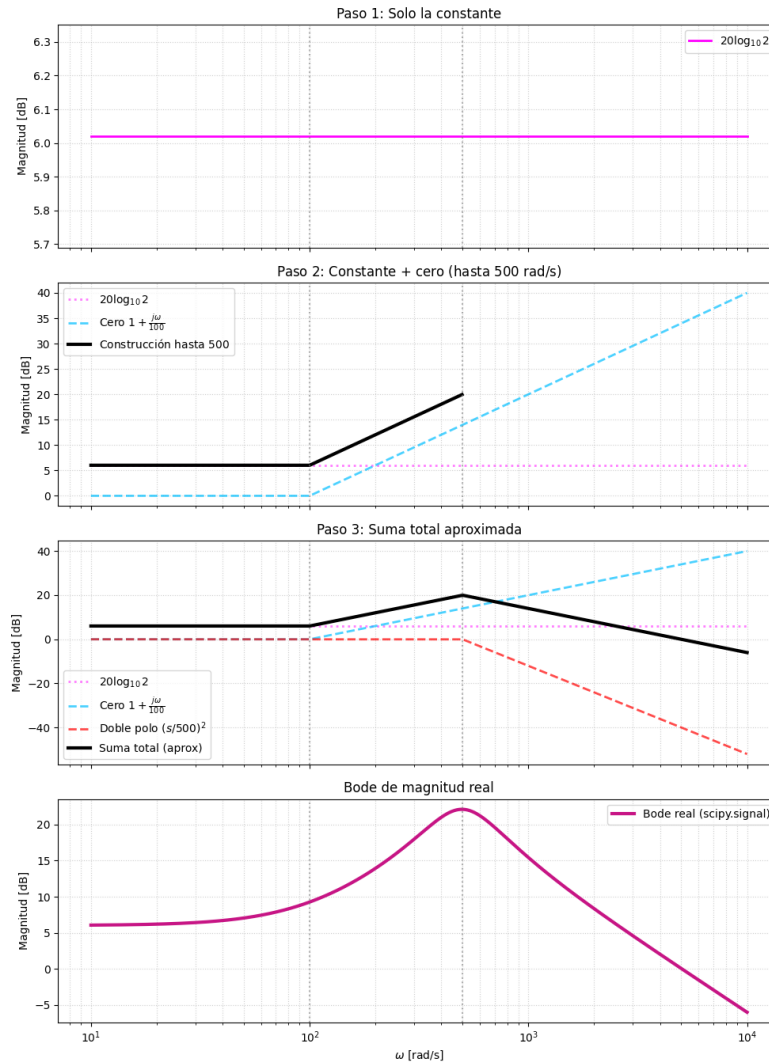 Paso 1: Solo la constante
6.3
6.2
6.1
6.0
5.9
5.8
5.7
Magnitud [dB]
20log₁₀2
Paso 2: Constante + cero (hasta 500 rad/s)
40
35
30
25
20
15
10
5
0
Magnitud [dB]
20log₁₀2
Cero 1 + jω/100
Construcción hasta 500
Paso 3: Suma total aproximada
40
20
0
−20
−40
Magnitud [dB]
20log₁₀2
Cero 1 + jω/100
Doble polo (s/500)²
Suma total (aprox)
Bode de magnitud real
20
15
10
5
0
−5
Magnitud [dB]
Bode real (scipy.signal)
10¹ 10² 10³ 10⁴
ω [rad/s]